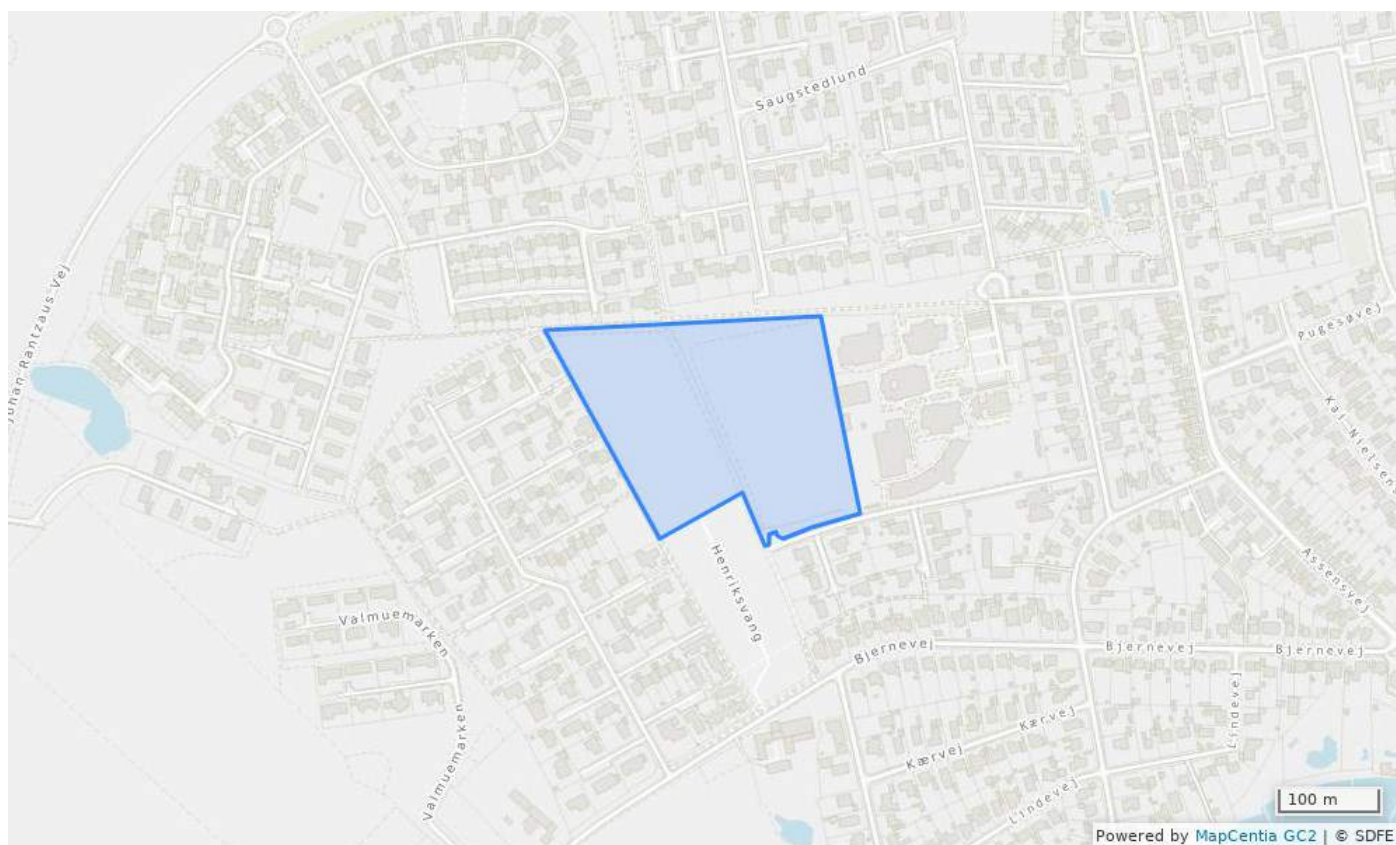 Saugstedlund
Johan Rantzaus Vej
Pugesøvej
Kai Nielsens
Henriksvang
Assensvej
Valmuemarken
Bjernevej
Bjernevej
Bjernevej
Lindevej
Valmuemarken
Kærvej
Kærvej
Lindevej
100 m
Powered by MapCentia GC2 | © SDFE